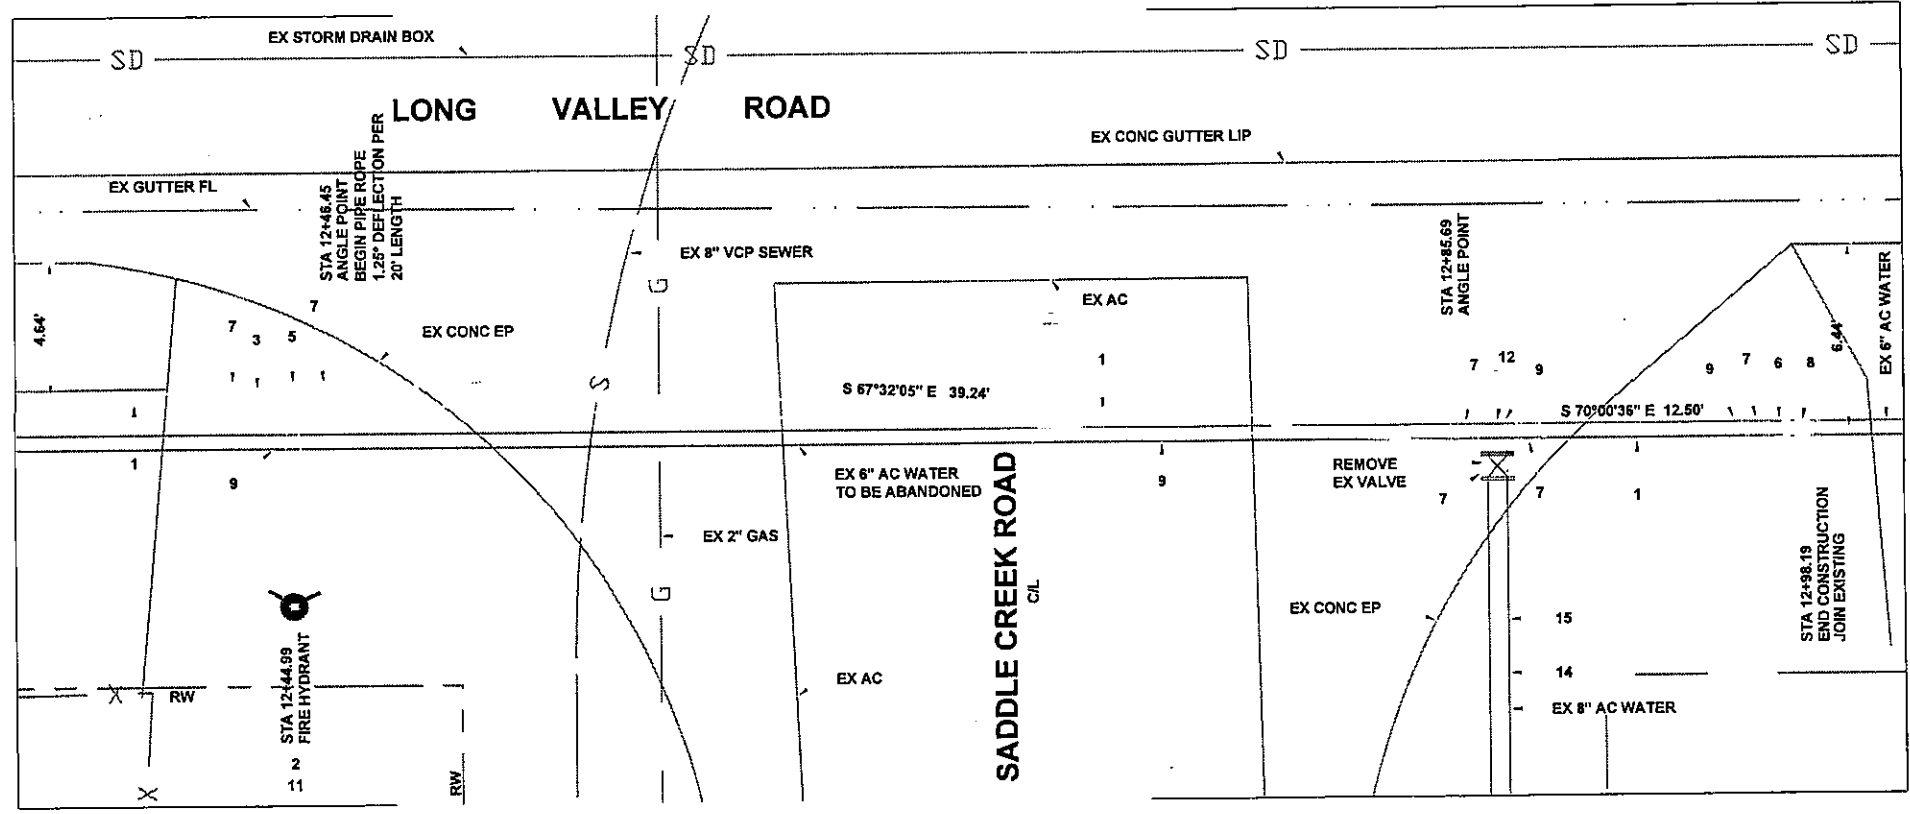 EX STORM DRAIN BOX
SD
SD
SD
SD
LONG VALLEY ROAD
EX CONC GUTTER LIP
EX GUTTER FL
STA 12+46.45
ANGLE POINT
BEGIN PIPE ROPE
1.25° DEFLECTION PER
20' LENGTH
EX 8" VCP SEWER
STA 12+85.69
ANGLE POINT
EX 6" AC WATER
4.64'
7
3
5
7
EX CONC EP
G
EX AC
S
S 67°32'05" E 39.24'
1
1
7
12
9
9
7
6
8
6.44'
S 70°00'36" E 12.50'
1
1
9
EX 6" AC WATER
TO BE ABANDONED
9
REMOVE
EX VALVE
7
7
1
EX 2" GAS
G
SADDLE CREEK ROAD
C/L
STA 12+98.19
END CONSTRUCTION
JOIN EXISTING
EX CONC EP
15
14
EX 8" AC WATER
STA 12+44.99
FIRE HYDRANT
2
11
X
RW
X
RW
EX AC